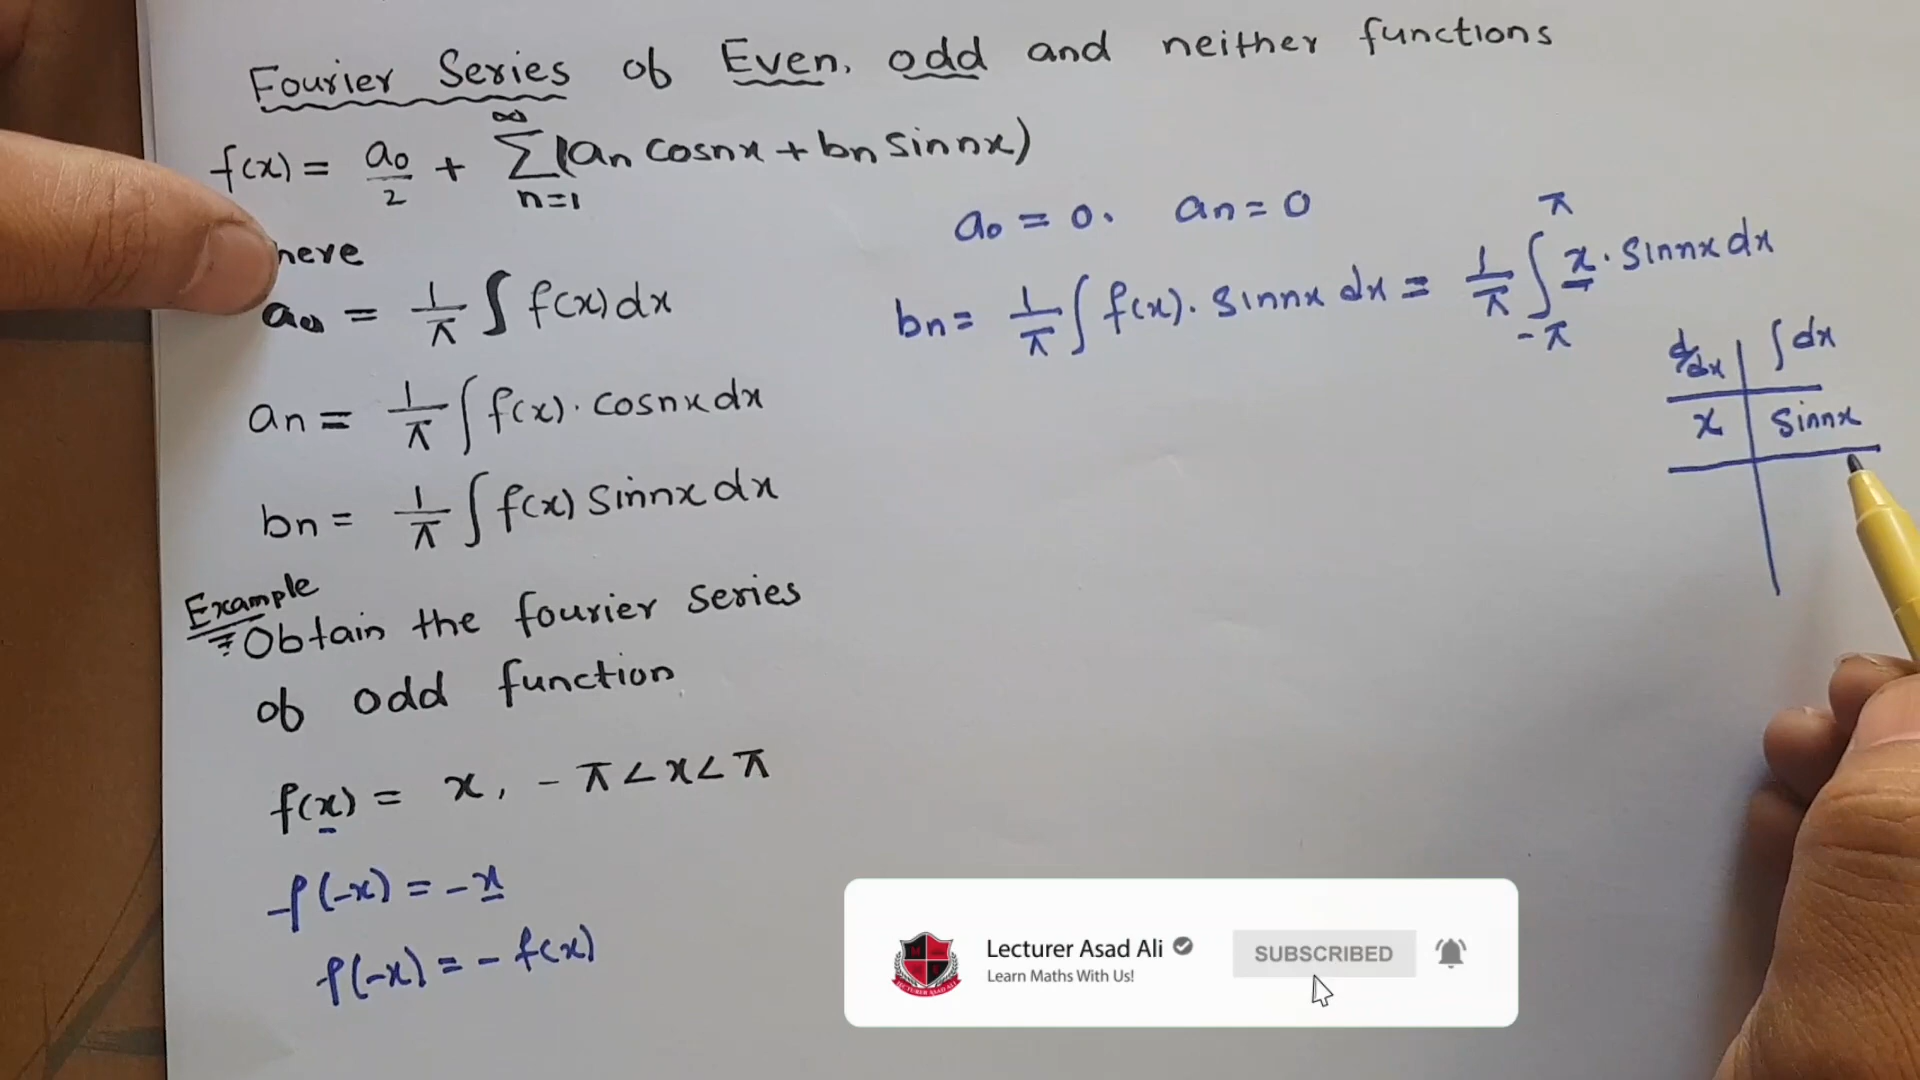 Fourier Series of Even, odd and neither functions
f(x) = a₀/2 + ∑_{n=1}^{∞} (an cosnx + bn sinnx)
here
a₀ = 1/π ∫ f(x) dx
an = 1/π ∫ f(x) · cosnx dx
bn = 1/π ∫ f(x) sinnx dx
Example
Obtain the fourier series
of odd function
f(x) = x, -π < x < π
f(-x) = -x
f(-x) = - f(x)
a₀ = 0. an = 0
bn = 1/π ∫ f(x) · sinnx dx = 1/π ∫_{-π}^{π} x · sinnx dx
d/dx | ∫ dx
x | sinnx
Lecturer Asad Ali
Learn Maths With Us!
SUBSCRIBED